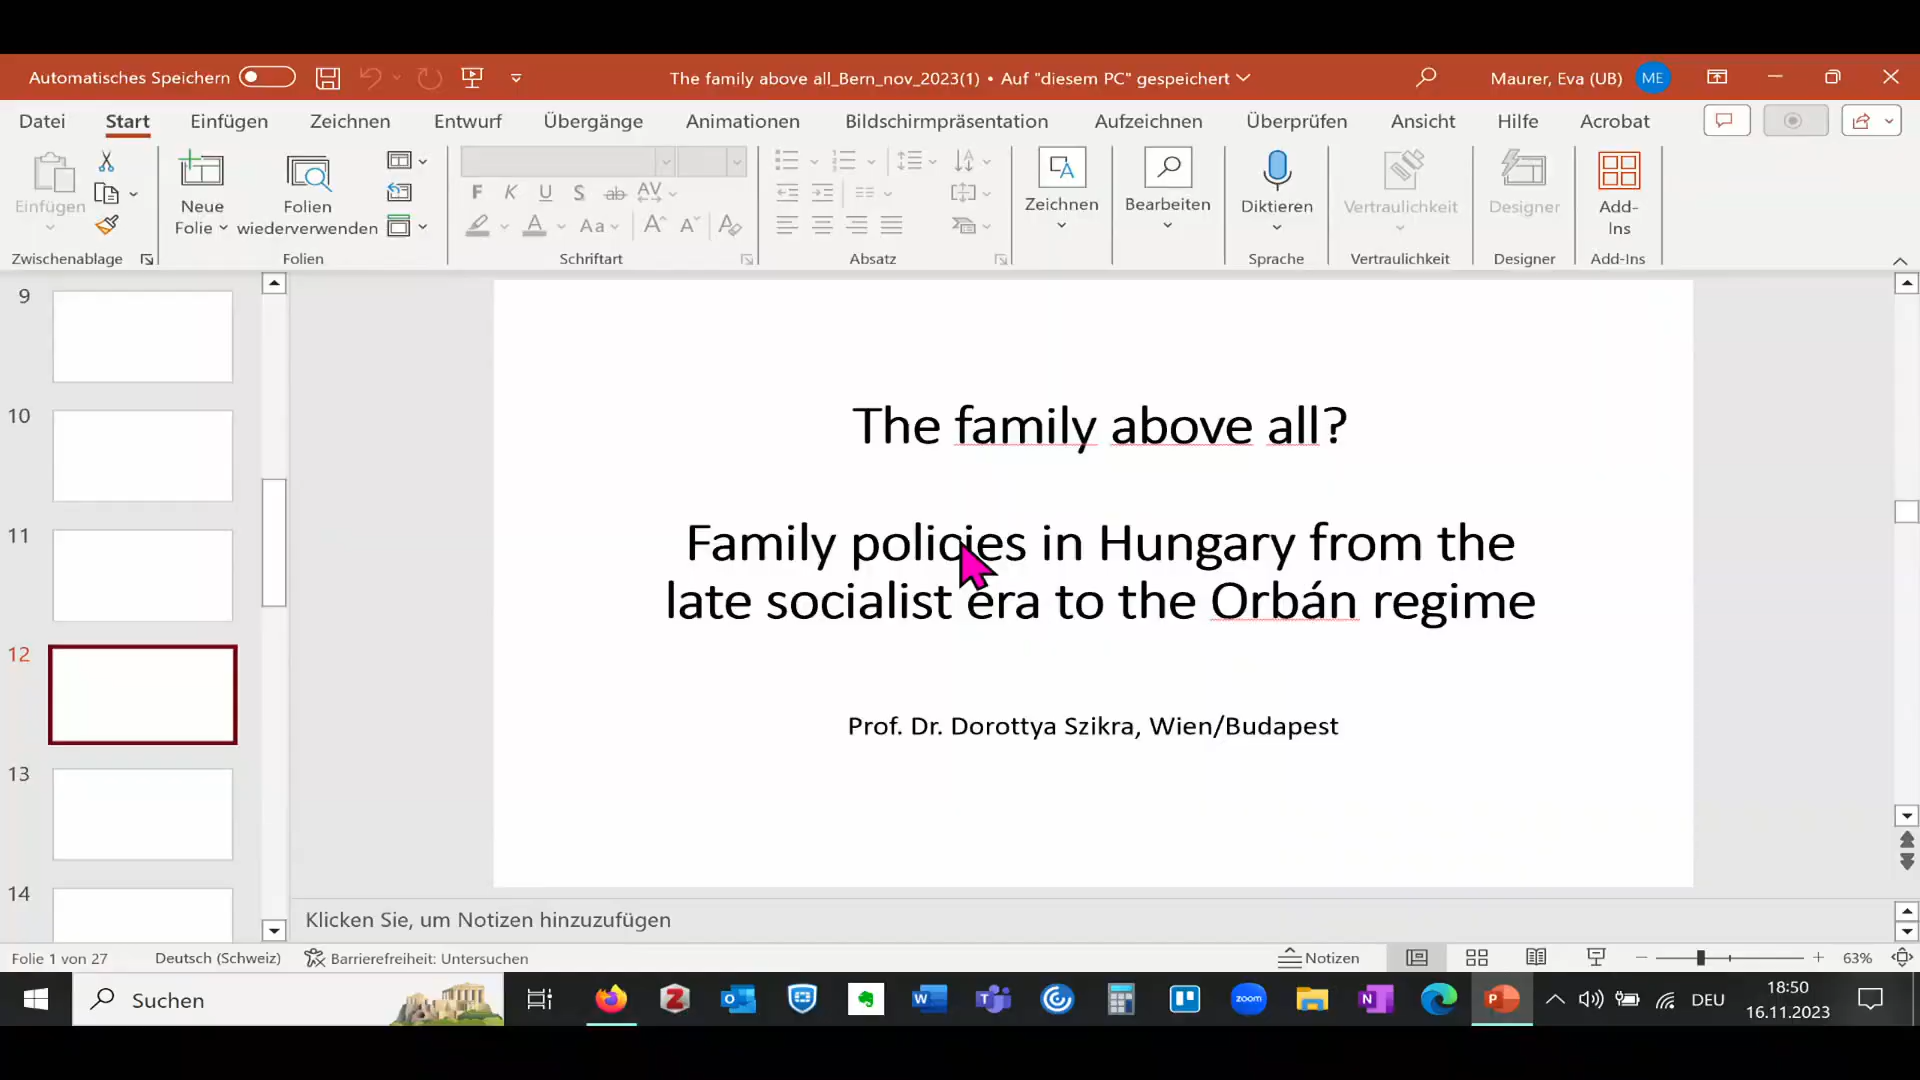 Automatisches Speichern
The family above all_Bern_nov_2023(1) • Auf "diesem PC" gespeichert
Maurer, Eva (UB)
ME
Datei
Start
Einfügen
Zeichnen
Entwurf
Übergänge
Animationen
Bildschirmpräsentation
Aufzeichnen
Überprüfen
Ansicht
Hilfe
Acrobat
Einfügen
Neue
Folie
Folien
wiederverwenden
F K U S ab AV
A Aa A A A
Zeichnen
Bearbeiten
Diktieren
Vertraulichkeit
Designer
Add-
Ins
Zwischenablage
Folien
Schriftart
Absatz
Sprache
Vertraulichkeit
Designer
Add-Ins
9
10
11
12
13
14
The family above all?
Family policies in Hungary from the
late socialist era to the Orbán regime
Prof. Dr. Dorottya Szikra, Wien/Budapest
Klicken Sie, um Notizen hinzuzufügen
Folie 1 von 27
Deutsch (Schweiz)
Barrierefreiheit: Untersuchen
Notizen
63%
Suchen
zoom
DEU
18:50
16.11.2023